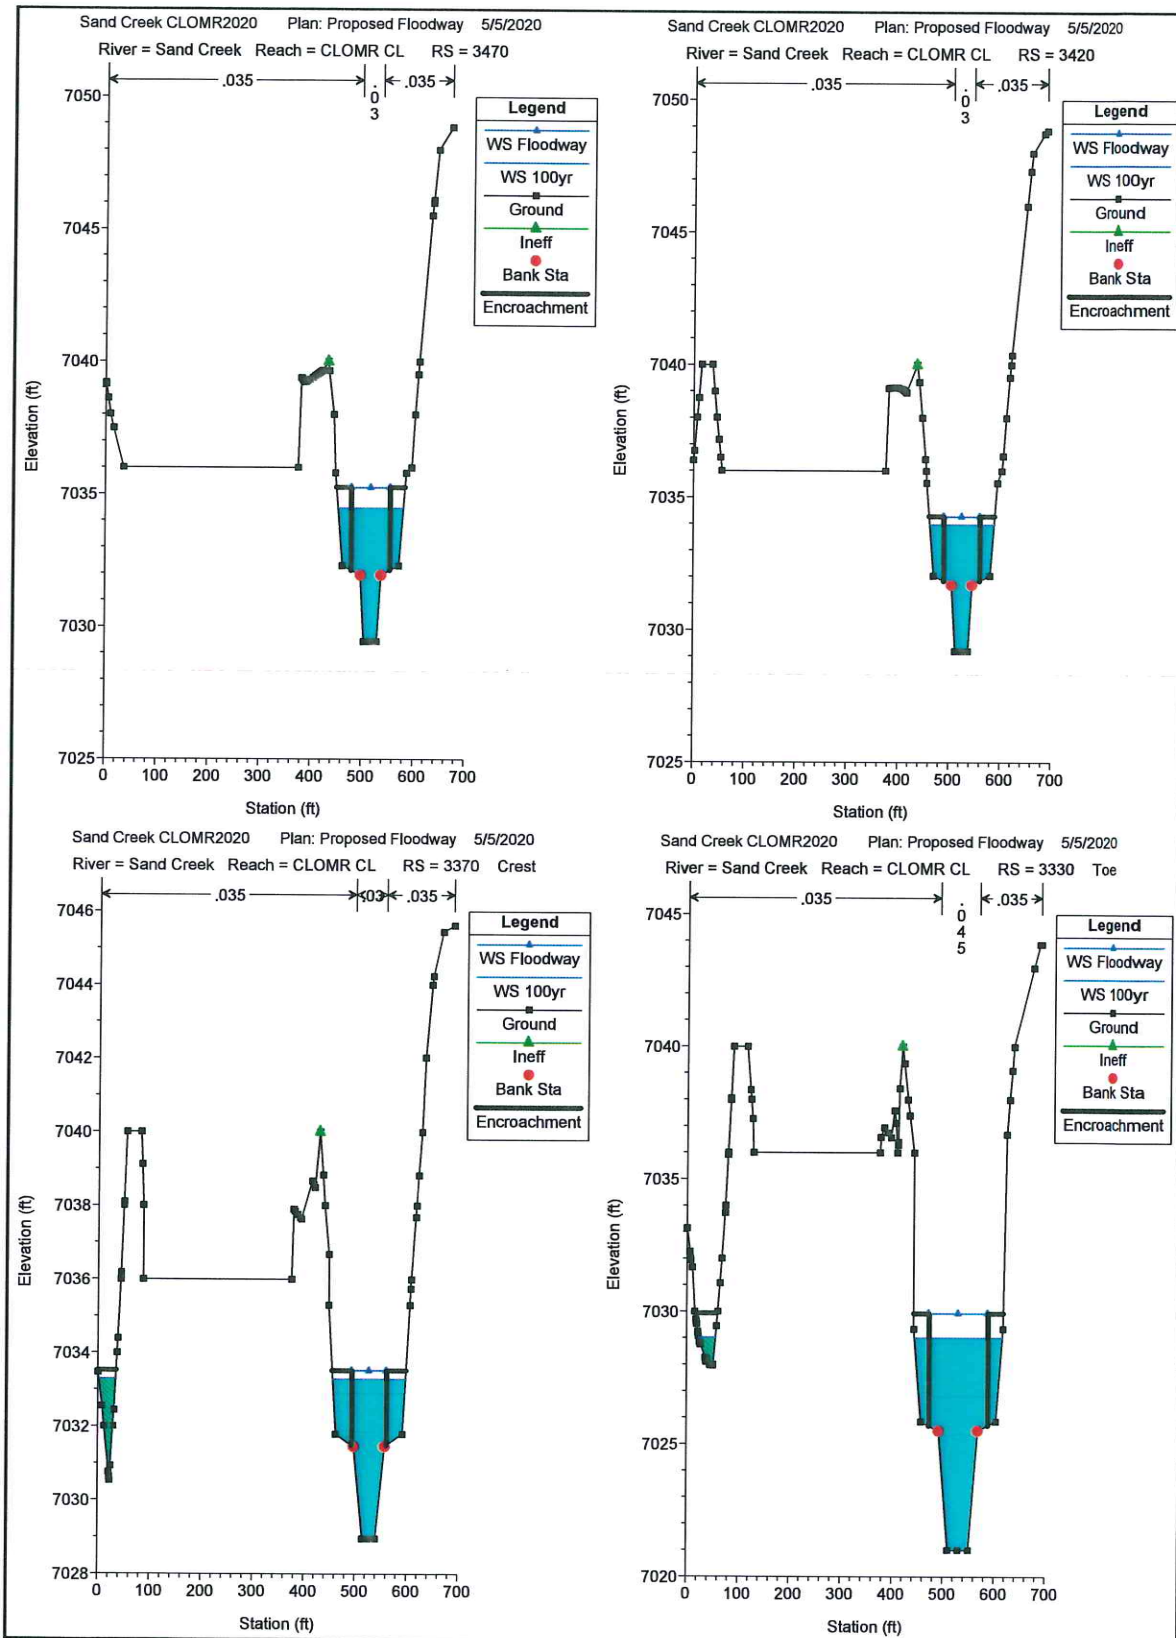 Sand Creek CLOMR2020 Plan: Proposed Floodway 5/5/2020
River = Sand Creek Reach = CLOMR CL RS = 3470
.035
.03
.035
Legend
WS Floodway
WS 100yr
Ground
Ineff
Bank Sta
Encroachment
7050
7045
7040
7035
7030
7025
Elevation (ft)
0 100 200 300 400 500 600 700
Station (ft)
Sand Creek CLOMR2020 Plan: Proposed Floodway 5/5/2020
River = Sand Creek Reach = CLOMR CL RS = 3420
.035
.03
.035
Legend
WS Floodway
WS 100yr
Ground
Ineff
Bank Sta
Encroachment
7050
7045
7040
7035
7030
7025
Elevation (ft)
0 100 200 300 400 500 600 700
Station (ft)
Sand Creek CLOMR2020 Plan: Proposed Floodway 5/5/2020
River = Sand Creek Reach = CLOMR CL RS = 3370 Crest
.035
.03
.035
Legend
WS Floodway
WS 100yr
Ground
Ineff
Bank Sta
Encroachment
7046
7044
7042
7040
7038
7036
7034
7032
7030
7028
Elevation (ft)
0 100 200 300 400 500 600 700
Station (ft)
Sand Creek CLOMR2020 Plan: Proposed Floodway 5/5/2020
River = Sand Creek Reach = CLOMR CL RS = 3330 Toe
.035
.045
.035
Legend
WS Floodway
WS 100yr
Ground
Ineff
Bank Sta
Encroachment
7045
7040
7035
7030
7025
7020
Elevation (ft)
0 100 200 300 400 500 600 700
Station (ft)